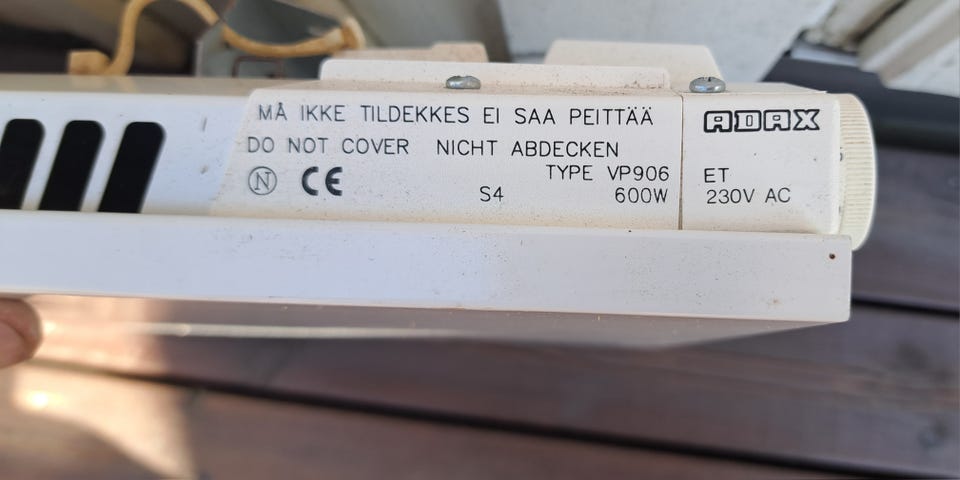 MÅ IKKE TILDEKKES EI SAA PEITTÄÄ
DO NOT COVER NICHT ABDECKEN
N CE TYPE VP906
S4 600W
ADAX
ET
230V AC